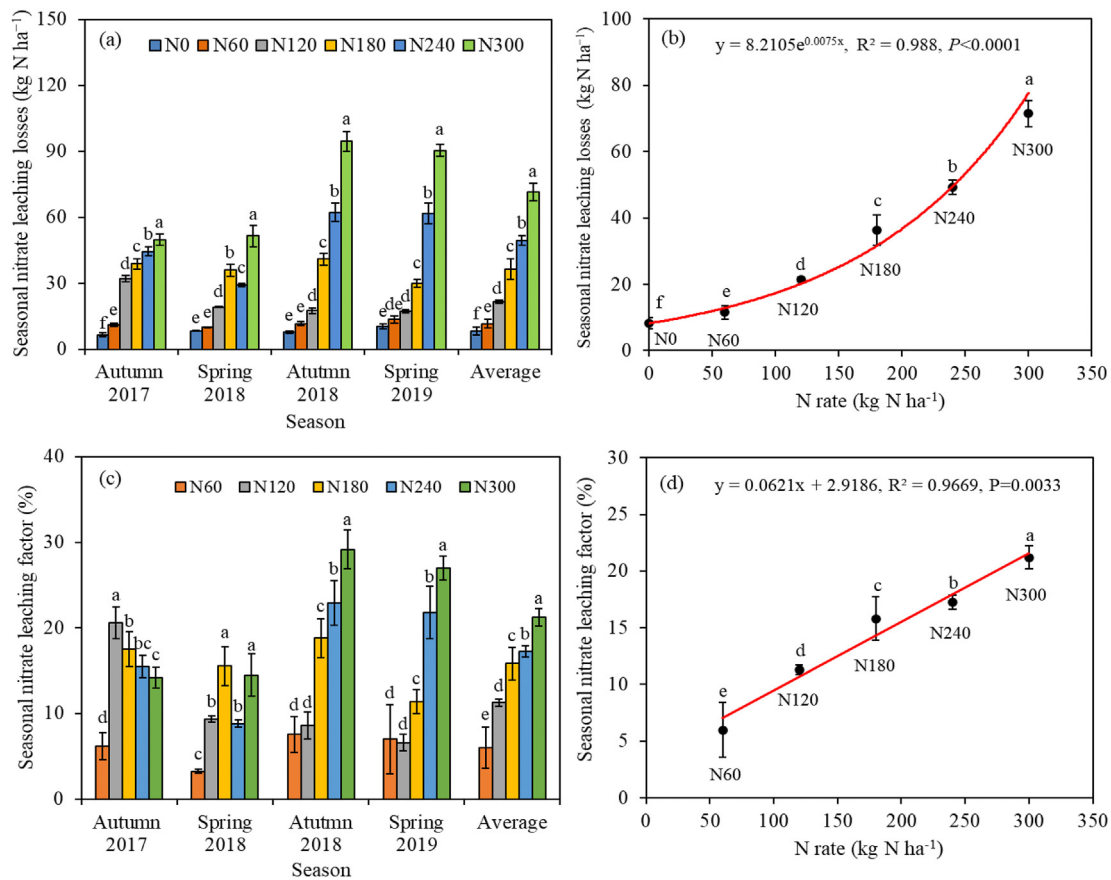 Seasonal nitrate leaching losses (kg N ha⁻¹)
150
120
90
60
30
0
(a)
N0 N60 N120 N180 N240 N300
f e d c b a
e e d b c a
e e d c b a
e de d c b a
f e d c b a
Autumn Spring Atutmn Spring Average
2017 2018 2018 2019
Season
Seasonal nitrate leaching losses (kg N ha⁻¹)
100
80
60
40
20
0
(b)
y = 8.2105e^0.0075x, R² = 0.988, P<0.0001
f e d c b a
N0 N60 N120 N180 N240 N300
0 50 100 150 200 250 300 350
N rate (kg N ha⁻¹)
Seasonal nitrate leaching factor (%)
40
30
20
10
0
(c)
N60 N120 N180 N240 N300
d a b bc c
c b a b a
d d c b a
d d c b a
e d c b a
Autumn Spring Atutmn Spring Average
2017 2018 2018 2019
Season
Seasonal nitrate leaching factor (%)
30
25
20
15
10
5
0
(d)
y = 0.0621x + 2.9186, R² = 0.9669, P=0.0033
e d c b a
N60 N120 N180 N240 N300
0 50 100 150 200 250 300 350
N rate (kg N ha⁻¹)